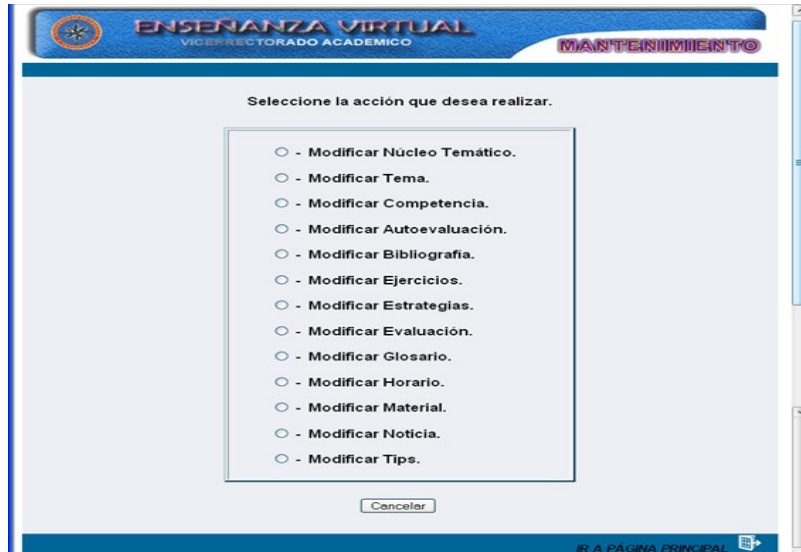 ENSEÑANZA VIRTUAL
VICERRECTORADO ACADEMICO
MANTENIMIENTO
Seleccione la acción que desea realizar.
- Modificar Núcleo Temático.
- Modificar Tema.
- Modificar Competencia.
- Modificar Autoevaluación.
- Modificar Bibliografía.
- Modificar Ejercicios.
- Modificar Estrategias.
- Modificar Evaluación.
- Modificar Glosario.
- Modificar Horario.
- Modificar Material.
- Modificar Noticia.
- Modificar Tips.
Cancelar
IR A PÁGINA PRINCIPAL